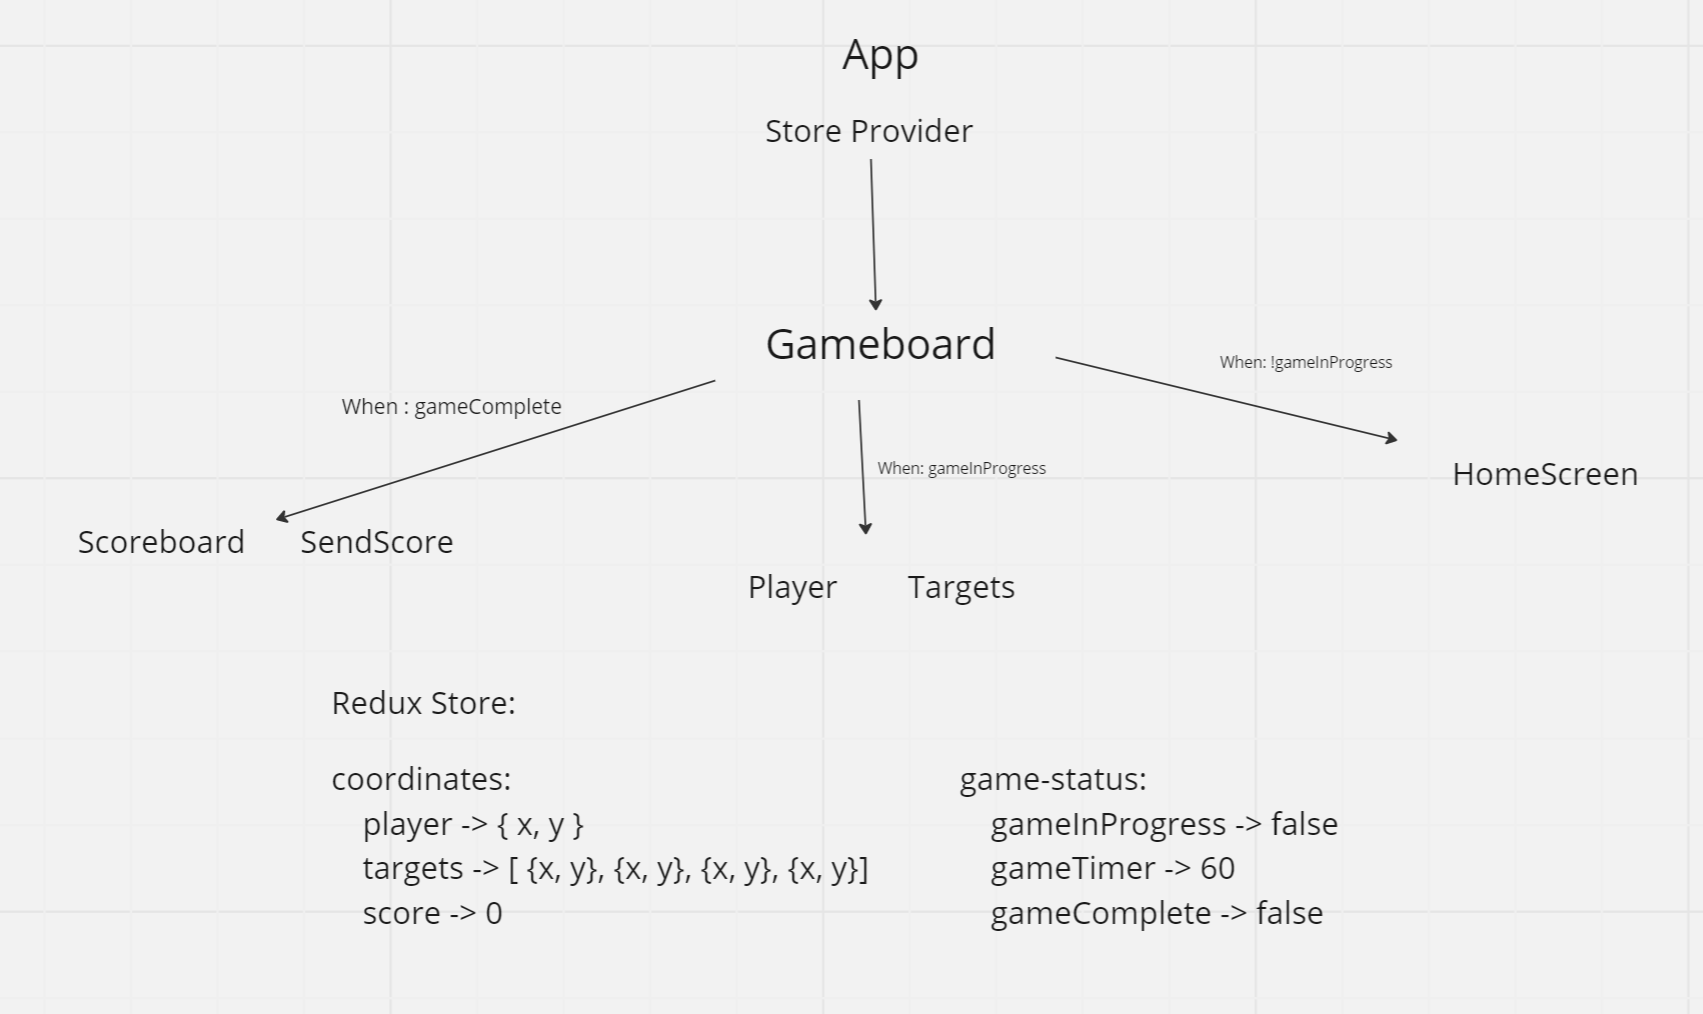 App
Store Provider
Gameboard
When: !gameInProgress
When : gameComplete
When: gameInProgress
HomeScreen
Scoreboard SendScore
Player Targets
Redux Store:
coordinates:
player -> { x, y }
targets -> [ {x, y}, {x, y}, {x, y}, {x, y}]
score -> 0
game-status:
gameInProgress -> false
gameTimer -> 60
gameComplete -> false